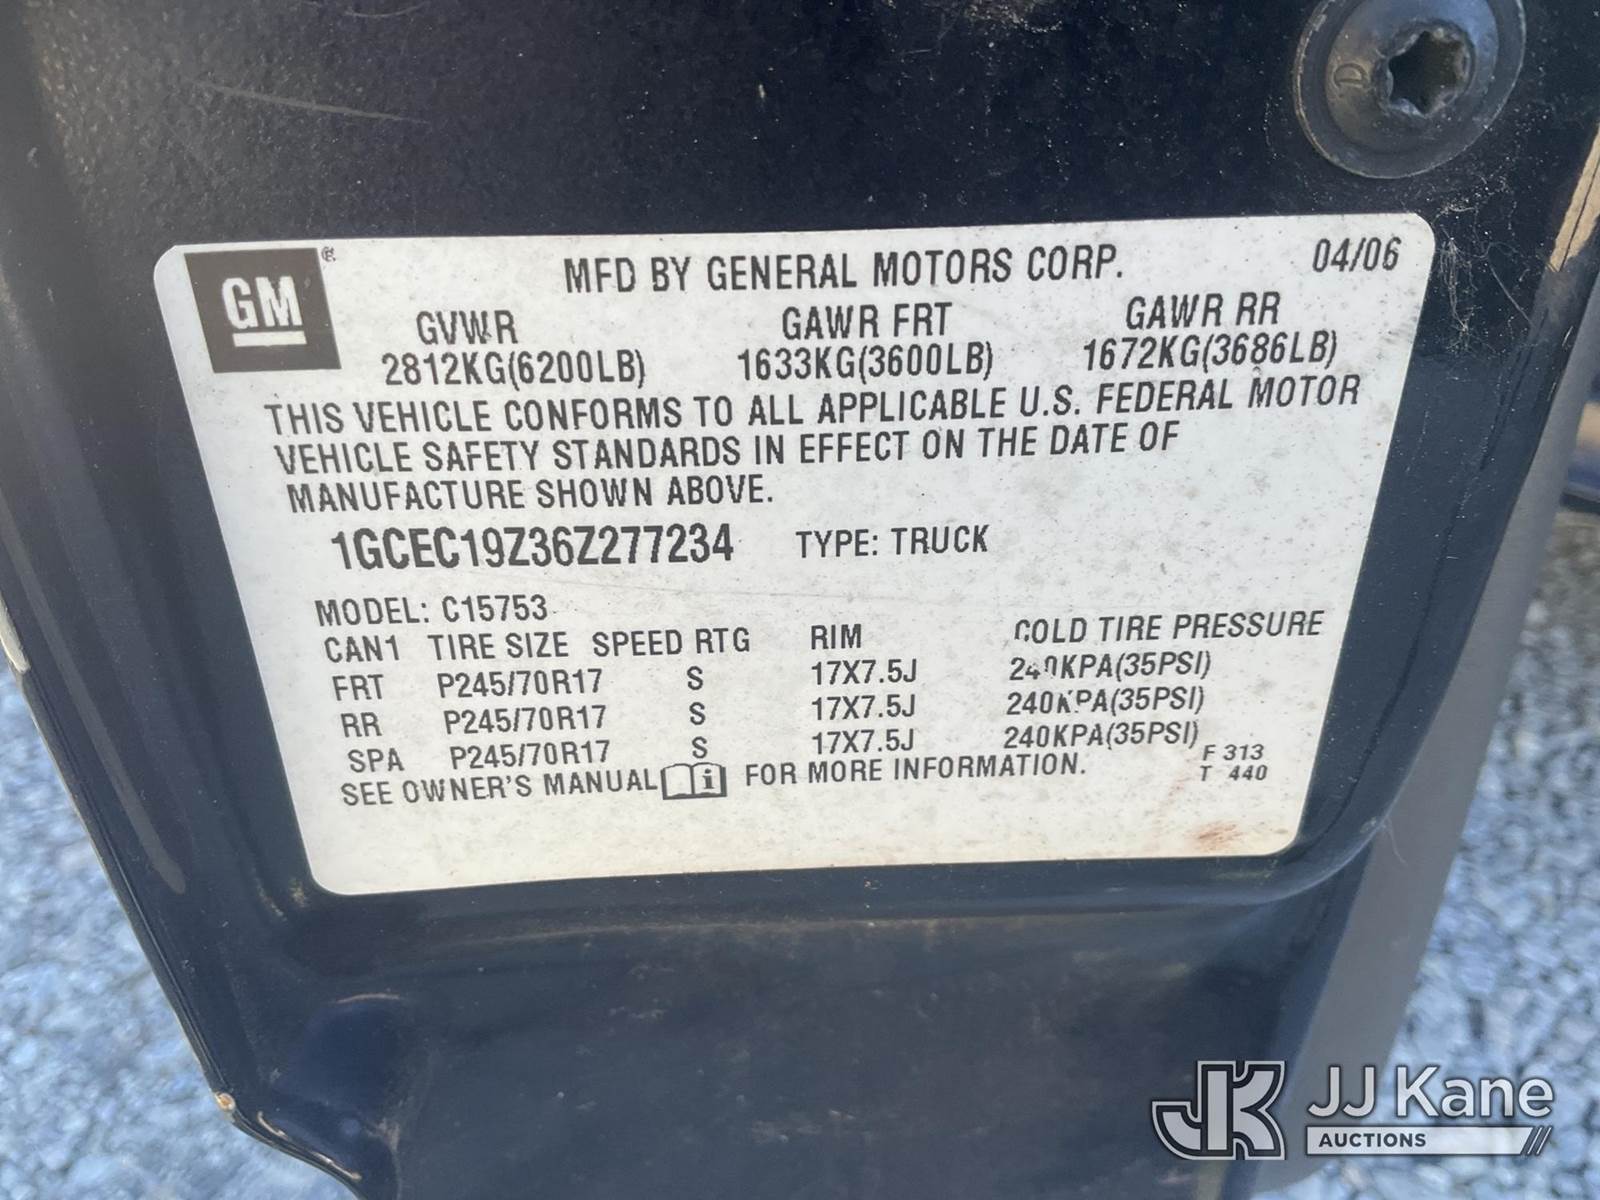 D
GM
MFD BY GENERAL MOTORS CORP. 04/06
GVWR GAWR FRT GAWR RR
2812KG(6200LB) 1633KG(3600LB) 1672KG(3686LB)
THIS VEHICLE CONFORMS TO ALL APPLICABLE U.S. FEDERAL MOTOR
VEHICLE SAFETY STANDARDS IN EFFECT ON THE DATE OF
MANUFACTURE SHOWN ABOVE.
1GCEC19Z36Z277234 TYPE: TRUCK
MODEL: C15753
CAN1 TIRE SIZE SPEED RTG RIM COLD TIRE PRESSURE
FRT P245/70R17 S 17X7.5J 240KPA(35PSI)
RR P245/70R17 S 17X7.5J 240KPA(35PSI)
SPA P245/70R17 S 17X7.5J 240KPA(35PSI)
SEE OWNER'S MANUAL i FOR MORE INFORMATION.
F 313
T 440
JK JJ Kane
AUCTIONS